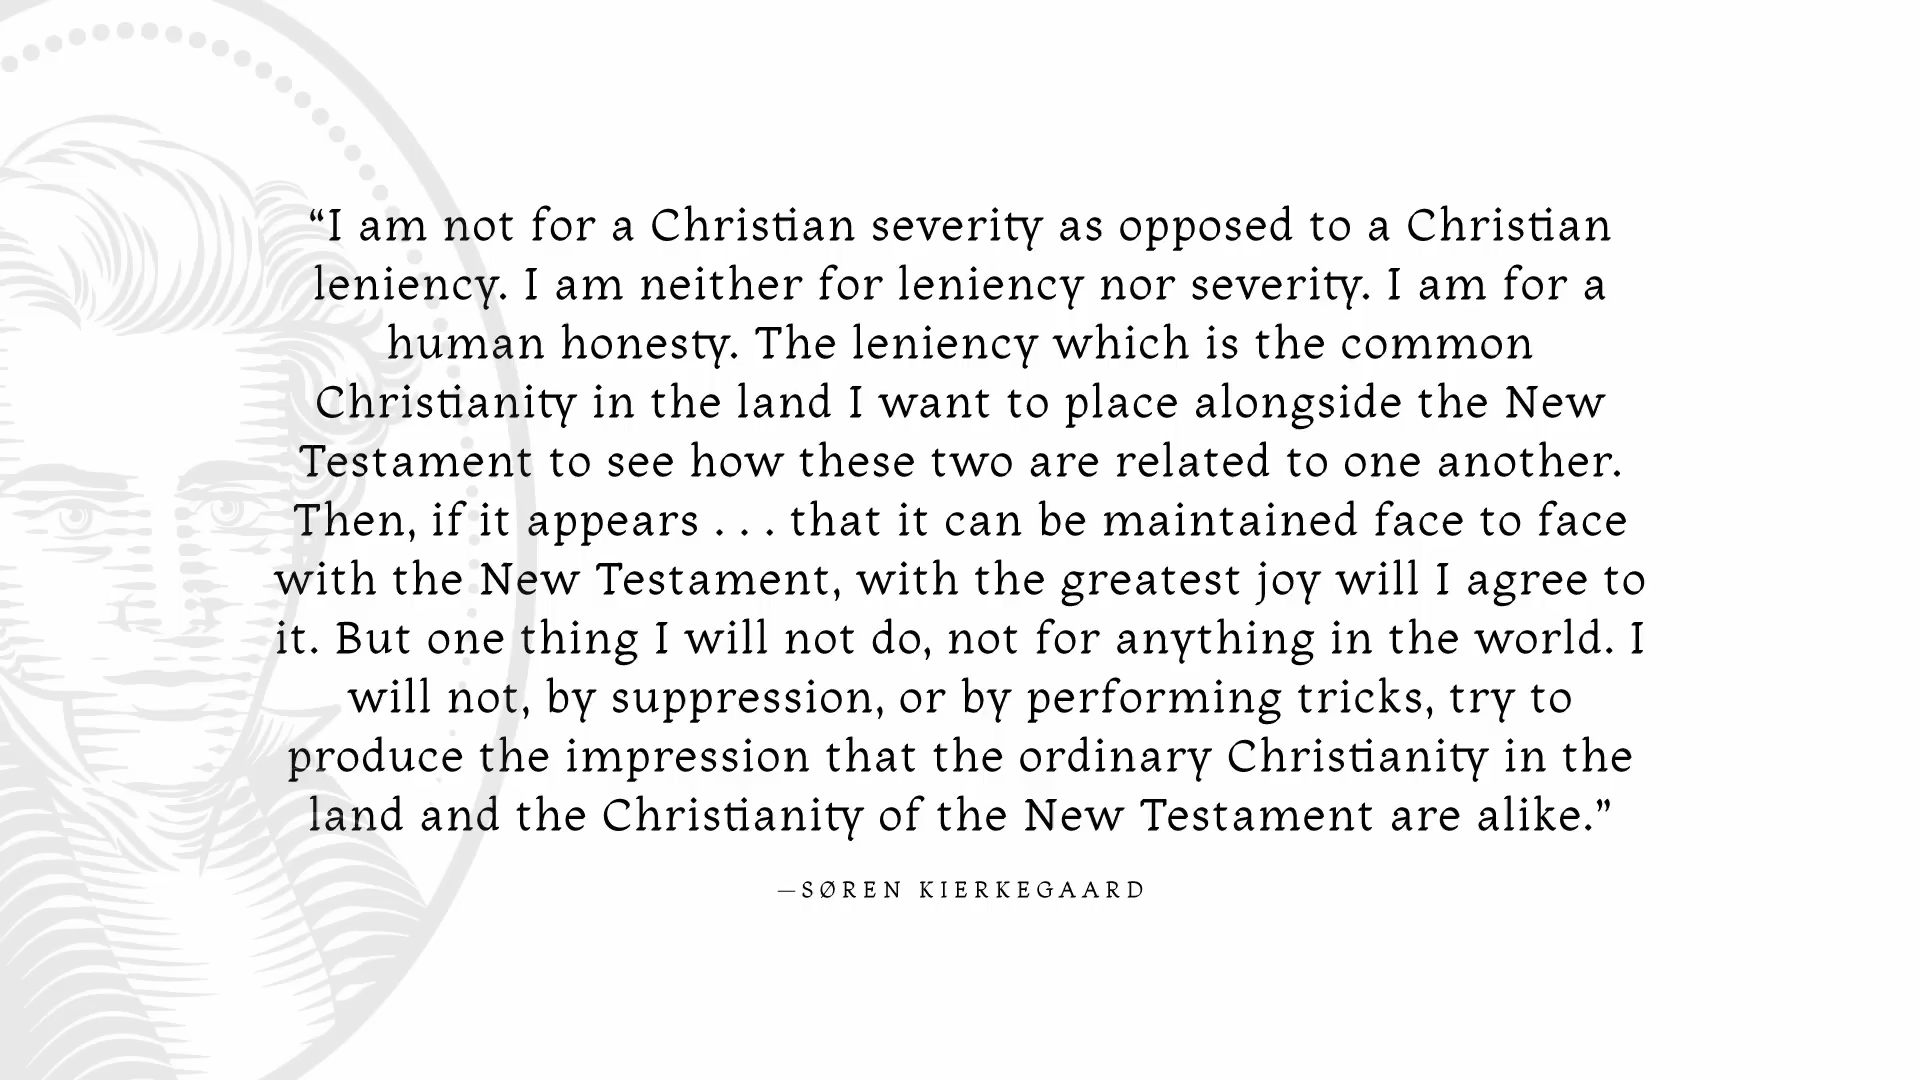 “I am not for a Christian severity as opposed to a Christian
leniency. I am neither for leniency nor severity. I am for a
human honesty. The leniency which is the common
Christianity in the land I want to place alongside the New
Testament to see how these two are related to one another.
Then, if it appears . . . that it can be maintained face to face
with the New Testament, with the greatest joy will I agree to
it. But one thing I will not do, not for anything in the world. I
will not, by suppression, or by performing tricks, try to
produce the impression that the ordinary Christianity in the
land and the Christianity of the New Testament are alike.”
—SØREN KIERKEGAARD